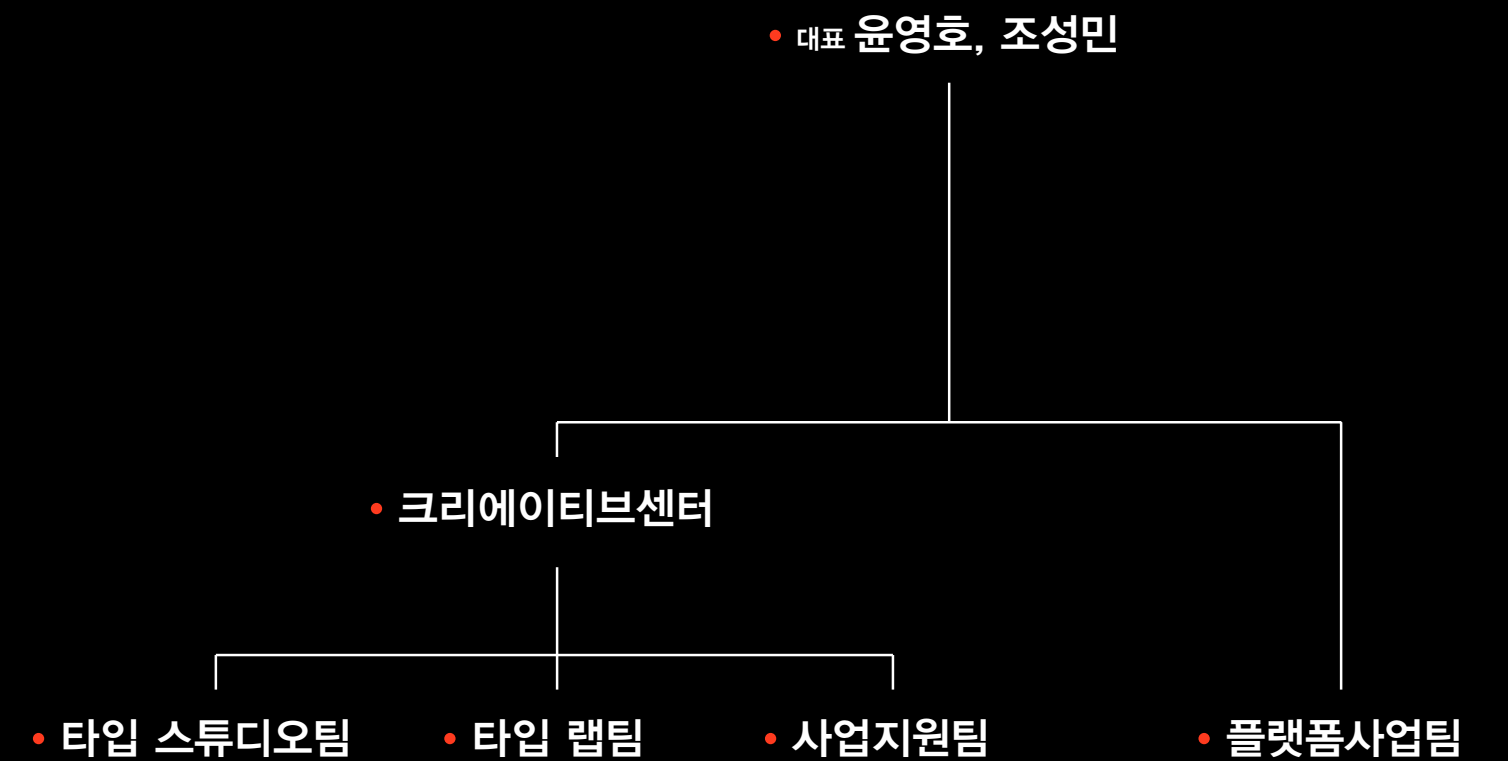 • 대표 윤영호, 조성민
• 크리에이티브센터
• 타입 스튜디오팀 • 타입 랩팀 • 사업지원팀 • 플랫폼사업팀